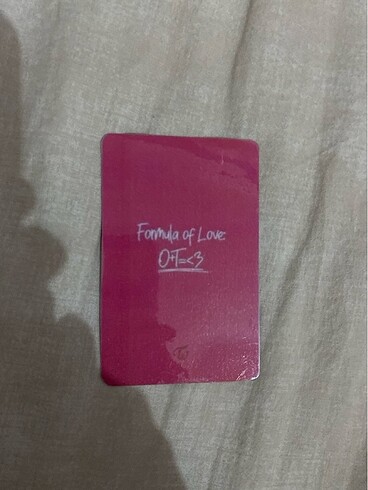 Formula of Love:
O+T=<3